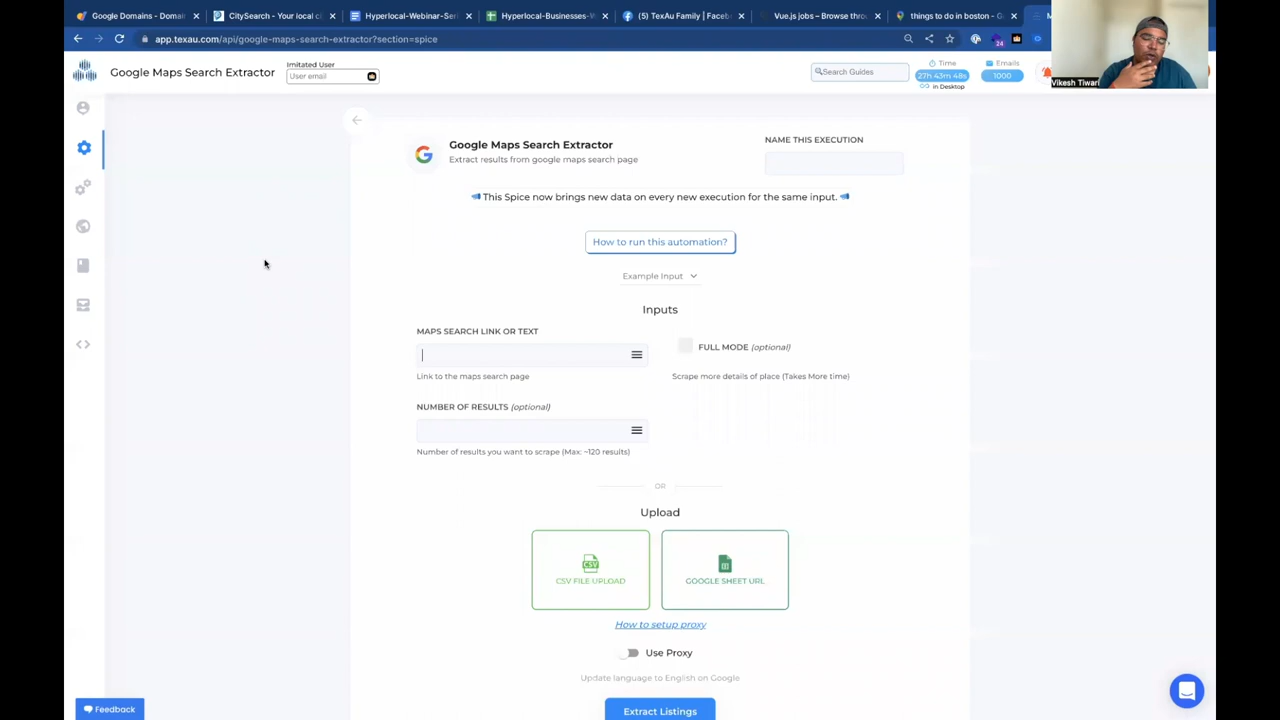 Google Domains - Domai
CitySearch - Your local ci
Hyperlocal-Webinar-Seri
Hyperlocal-Businesses-W
(3) TexAu Family | Faceb
Vue.js jobs – Browse thro
things to do in boston - G
app.texau.com/api/google-maps-search-extractor?section=spice
24
Vikesh Tiwari
Google Maps Search Extractor
Imitated User
User email
Search Guides
Time
27h 43m 48s
in Desktop
Emails
1000
Google Maps Search Extractor
Extract results from google maps search page
NAME THIS EXECUTION
This Spice now brings new data on every new execution for the same input.
How to run this automation?
Example Input
Inputs
MAPS SEARCH LINK OR TEXT
Link to the maps search page
FULL MODE (optional)
Scrape more details of place (Takes More time)
NUMBER OF RESULTS (optional)
Number of results you want to scrape (Max: ~120 results)
OR
Upload
CSV
CSV FILE UPLOAD
GOOGLE SHEET URL
How to setup proxy
Use Proxy
Update language to English on Google
Extract Listings
Feedback